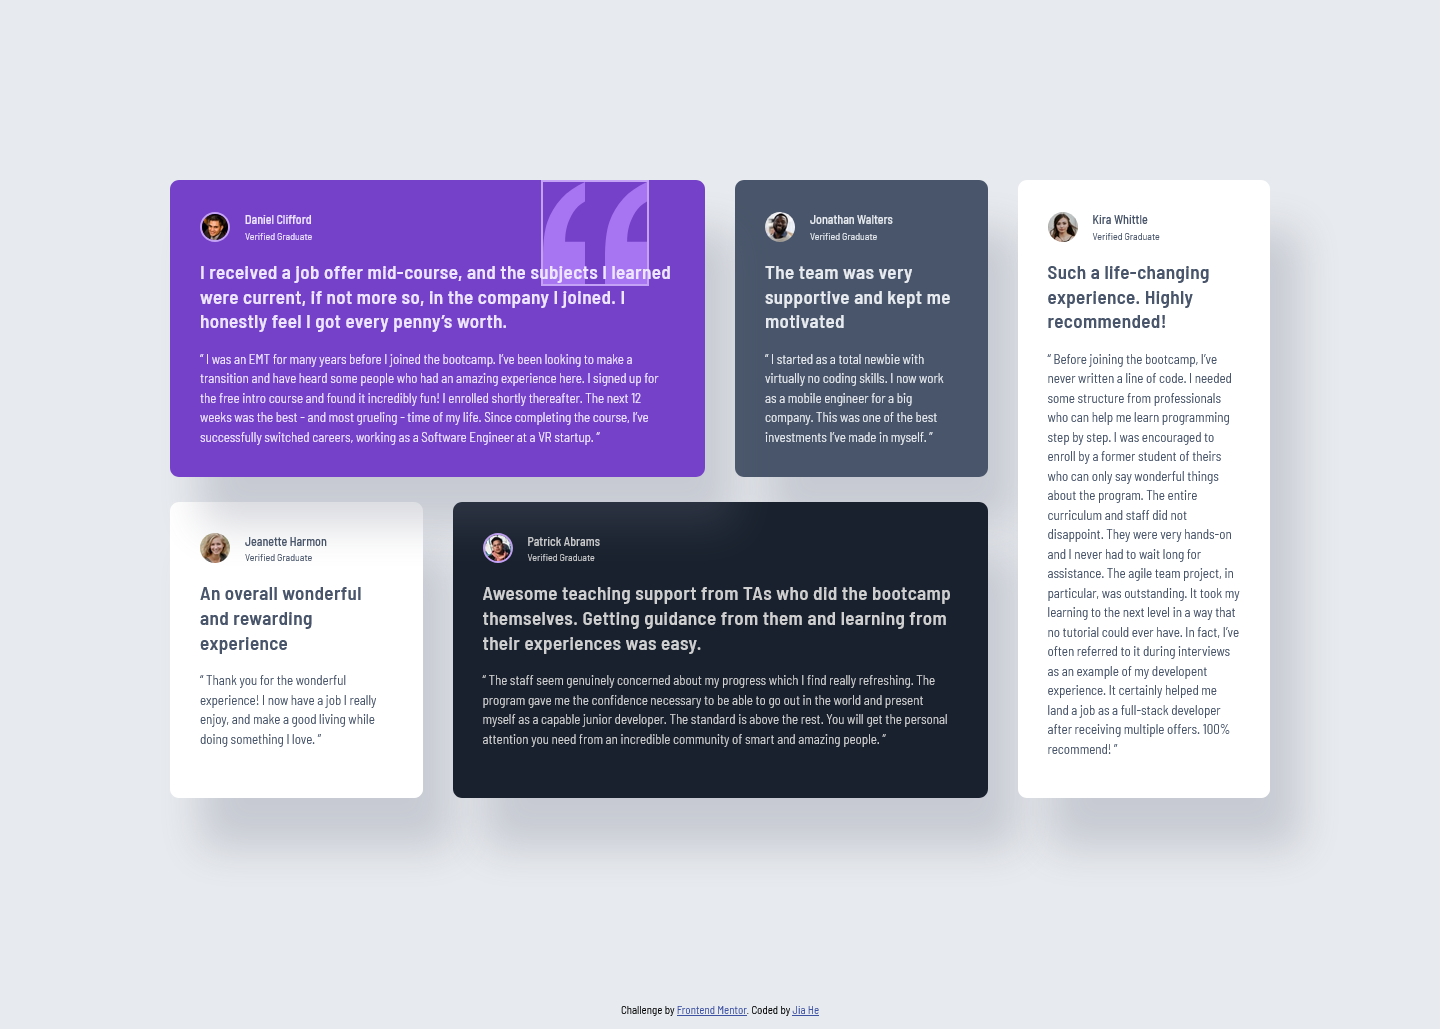 Daniel Clifford
Verified Graduate
I received a job offer mid-course, and the subjects I learned
were current, if not more so, in the company I joined. I
honestly feel I got every penny’s worth.
“ I was an EMT for many years before I joined the bootcamp. I’ve been looking to make a
transition and have heard some people who had an amazing experience here. I signed up for
the free intro course and found it incredibly fun! I enrolled shortly thereafter. The next 12
weeks was the best - and most grueling - time of my life. Since completing the course, I’ve
successfully switched careers, working as a Software Engineer at a VR startup. ”
Jonathan Walters
Verified Graduate
The team was very
supportive and kept me
motivated
“ I started as a total newbie with
virtually no coding skills. I now work
as a mobile engineer for a big
company. This was one of the best
investments I’ve made in myself. ”
Kira Whittle
Verified Graduate
Such a life-changing
experience. Highly
recommended!
“ Before joining the bootcamp, I’ve
never written a line of code. I needed
some structure from professionals
who can help me learn programming
step by step. I was encouraged to
enroll by a former student of theirs
who can only say wonderful things
about the program. The entire
curriculum and staff did not
disappoint. They were very hands-on
and I never had to wait long for
assistance. The agile team project, in
particular, was outstanding. It took my
learning to the next level in a way that
no tutorial could ever have. In fact, I’ve
often referred to it during interviews
as an example of my developent
experience. It certainly helped me
land a job as a full-stack developer
after receiving multiple offers. 100%
recommend! ”
Jeanette Harmon
Verified Graduate
An overall wonderful
and rewarding
experience
“ Thank you for the wonderful
experience! I now have a job I really
enjoy, and make a good living while
doing something I love. ”
Patrick Abrams
Verified Graduate
Awesome teaching support from TAs who did the bootcamp
themselves. Getting guidance from them and learning from
their experiences was easy.
“ The staff seem genuinely concerned about my progress which I find really refreshing. The
program gave me the confidence necessary to be able to go out in the world and present
myself as a capable junior developer. The standard is above the rest. You will get the personal
attention you need from an incredible community of smart and amazing people. ”
Challenge by Frontend Mentor. Coded by Jia He